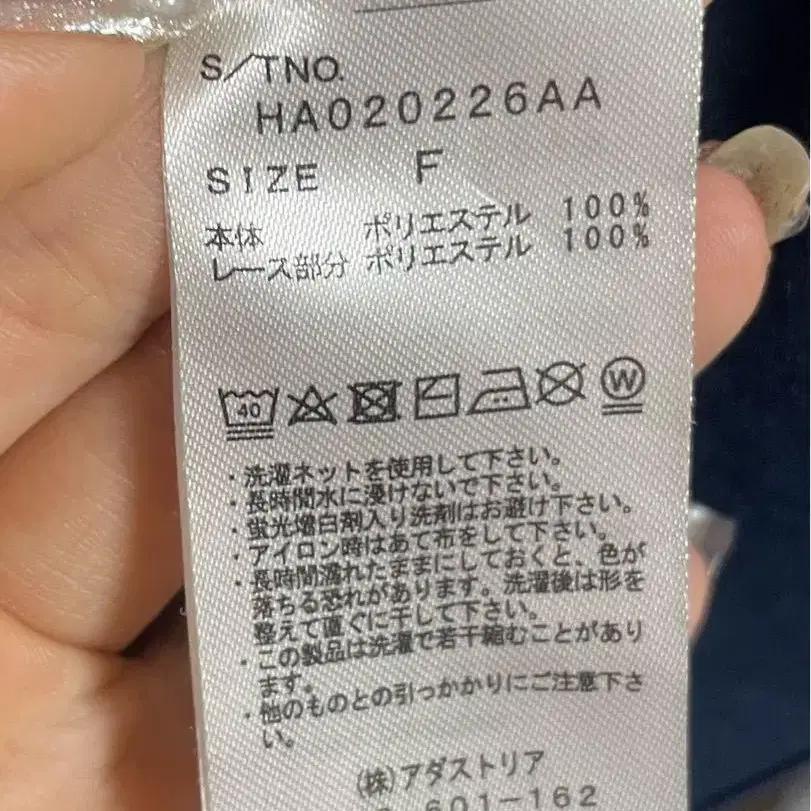 S/TNO.
HA020226AA
SIZE F
本体 ポリエステル 100%
レース部分 ポリエステル 100%
40
W
・洗濯ネットを使用して下さい。
・長時間水に浸けないで下さい。
・蛍光増白剤入り洗剤はお避け下さい。
・アイロン時はあて布をして下さい。
・長時間濡れたままにしておくと、色が
落ちる恐れがあります。洗濯後は形を
整えて直ぐに干して下さい。
・この製品は洗濯で若干縮むことがあり
ます。
・他のものとの引っかかりにご注意下さ
い。
(株)アダストリア
601-162